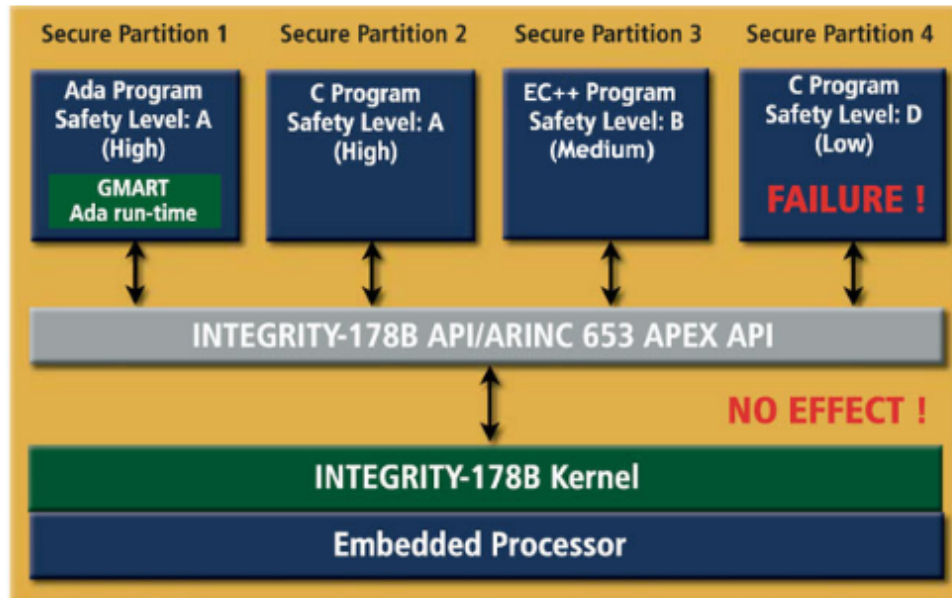 Secure Partition 1
Secure Partition 2
Secure Partition 3
Secure Partition 4
Ada Program
Safety Level: A
(High)
GMART
Ada run-time
C Program
Safety Level: A
(High)
EC++ Program
Safety Level: B
(Medium)
C Program
Safety Level: D
(Low)
FAILURE !
INTEGRITY-178B API/ARINC 653 APEX API
NO EFFECT !
INTEGRITY-178B Kernel
Embedded Processor